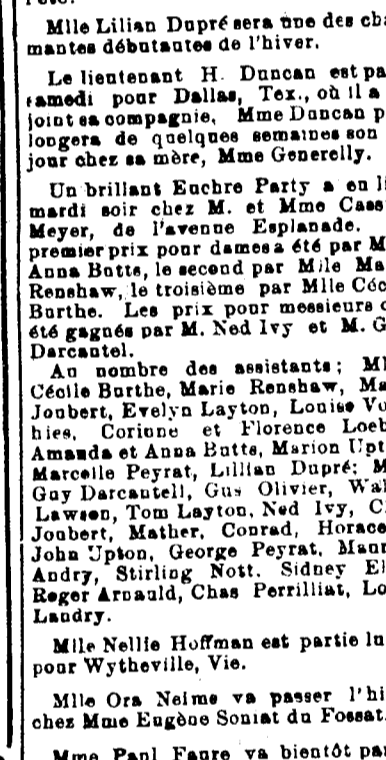 Mlle Lilian Dupré sera une des cha
mantes débutantes de l'hiver.
Le lieutenant H. Duncan est pa
samedi pour Dallas, Tex., où il a
joint sa compagnie. Mme Duncan p
longera de quelques semaines son
jour chez sa mère, Mme Generelly.
Un brillant Euchre Party a eu li
mardi soir chez M. et Mme Cass
Meyer, de l'avenue Esplanade.
premier prix pour dames a été par M
Anna Butts, le second par Mlle Ma
Renshaw, le troisième par Mlle Céc
Burthe. Les prix pour messieurs o
été gagnés par M. Ned Ivy et M. G
Darcantel.
Au nombre des assistants; Ml
Cécile Burthe, Marie Renshaw, Ma
Joubert, Evelyn Layton, Louise Vo
hies, Corinne et Florence Loeb
Amanda et Anna Butts, Marion Upt
Marcelle Peyrat, Lillian Dupré; M
Guy Darcantell, Gus Olivier, Wal
Lawson, Tom Layton, Ned Ivy, C
Joubert, Mather, Conrad, Horace
John Upton, George Peyrat, Mann
Andry, Stirling Nott, Sidney El
Roger Arnauld, Chas Perrilliat, Lo
Landry.
Mlle Nellie Hoffman est partie lu
pour Wytheville, Vie.
Mlle Ora Nelms va passer l'hi
chez Mme Eugène Soniat du Fossat.
Mme Paul Faure va bientôt par